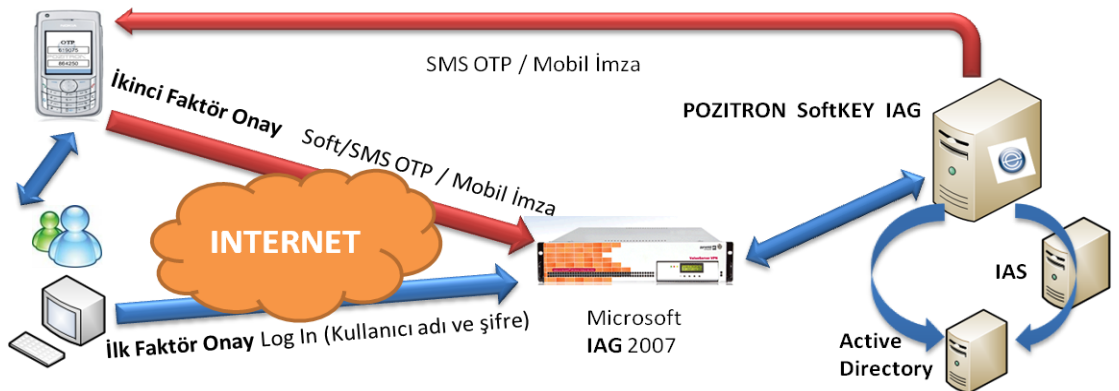 OTP
SMS OTP / Mobil İmza
POZITRON SoftKEY IAG
İkinci Faktör Onay Soft/SMS OTP / Mobil İmza
INTERNET
IAS
Microsoft
IAG 2007
İlk Faktör Onay Log In (Kullanıcı adı ve şifre)
Active
Directory